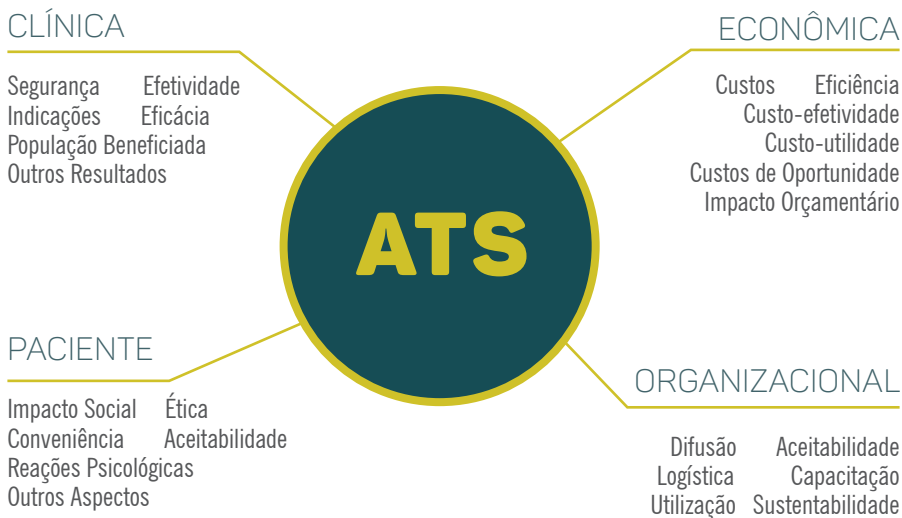 CLÍNICA
Segurança Efetividade
Indicações Eficácia
População Beneficiada
Outros Resultados
ECONÔMICA
Custos Eficiência
Custo-efetividade
Custo-utilidade
Custos de Oportunidade
Impacto Orçamentário
ATS
PACIENTE
Impacto Social Ética
Conveniência Aceitabilidade
Reações Psicológicas
Outros Aspectos
ORGANIZACIONAL
Difusão Aceitabilidade
Logística Capacitação
Utilização Sustentabilidade